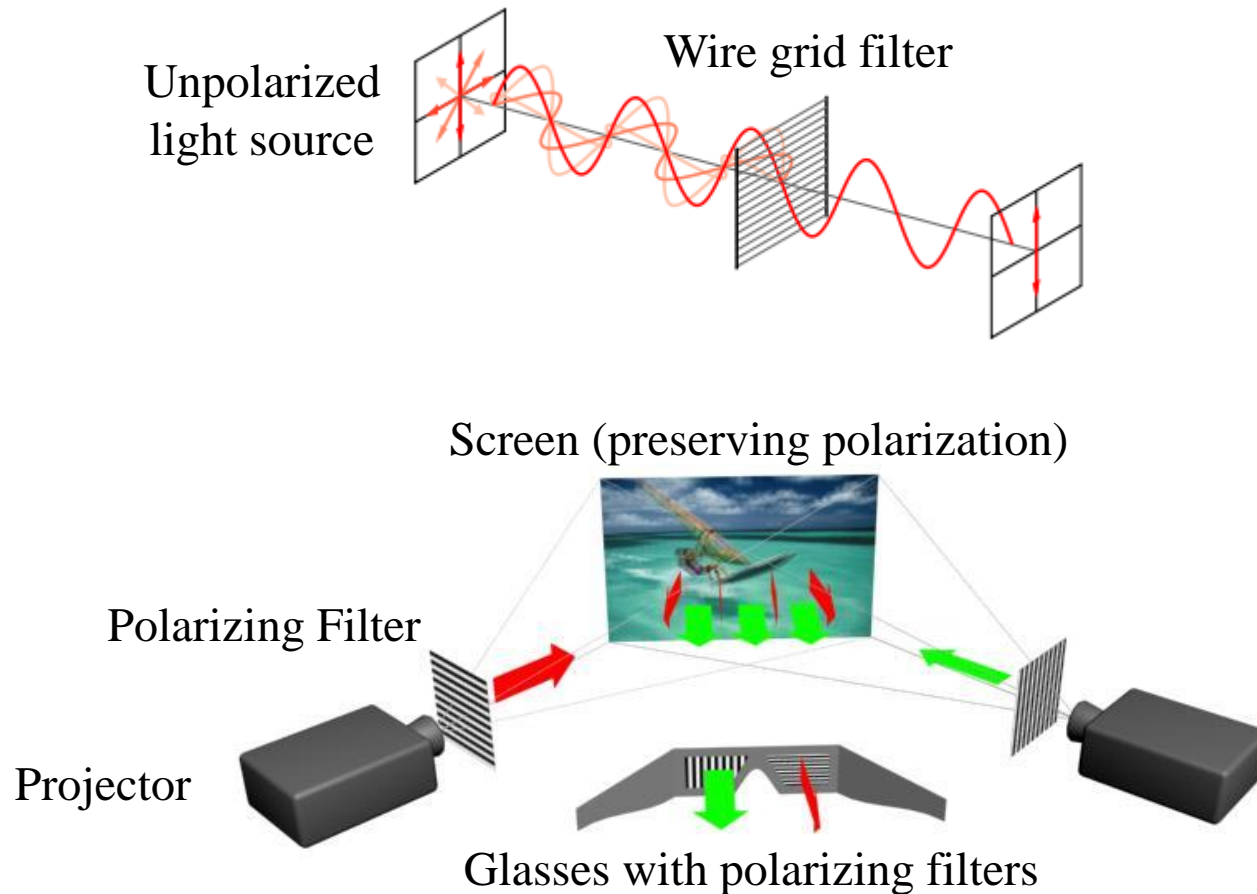 Unpolarized
light source
Wire grid filter
Screen (preserving polarization)
Polarizing Filter
Projector
Glasses with polarizing filters